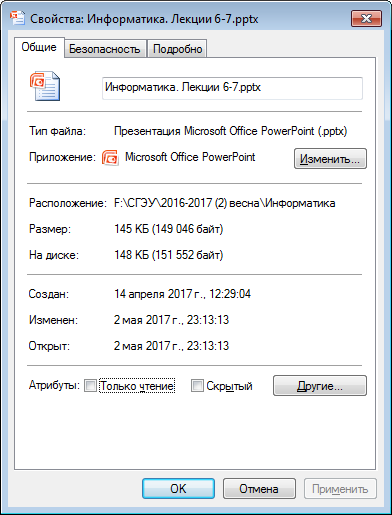 Свойства: Информатика. Лекции 6-7.pptx
Общие Безопасность Подробно
Информатика. Лекции 6-7.pptx
Тип файла: Презентация Microsoft Office PowerPoint (.pptx)
Приложение: Microsoft Office PowerPoint Изменить...
Расположение: F:\СГЭУ\2016-2017 (2) весна\Информатика
Размер: 145 КБ (149 046 байт)
На диске: 148 КБ (151 552 байт)
Создан: 14 апреля 2017 г., 12:29:04
Изменен: 2 мая 2017 г., 23:13:13
Открыт: 2 мая 2017 г., 23:13:13
Атрибуты: Только чтение Скрытый Другие...
OK Отмена Применить